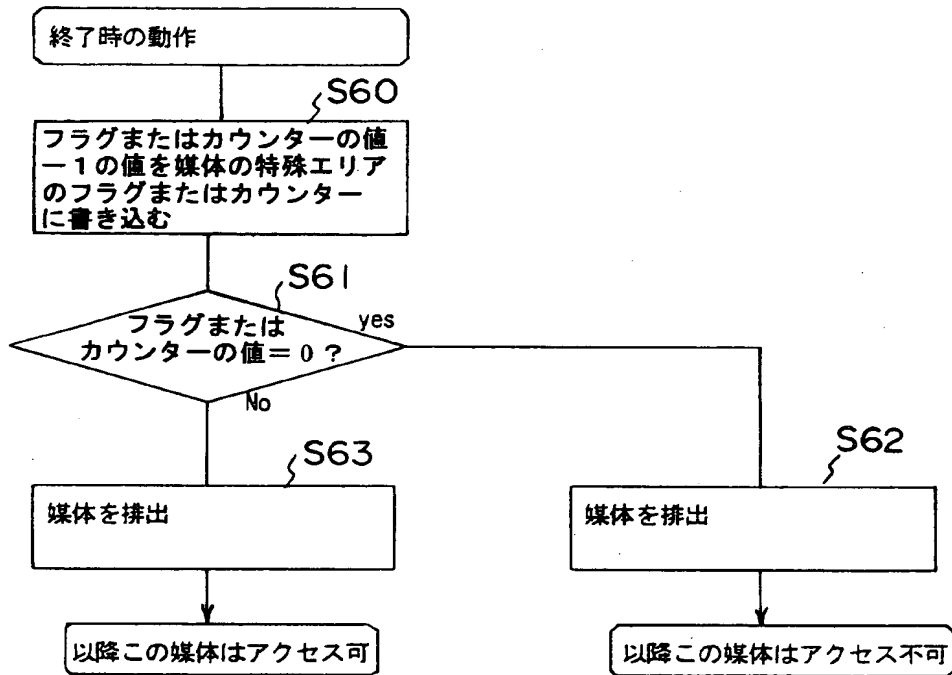 終了時の動作
S60
フラグまたはカウンターの値
－１の値を媒体の特殊エリア
のフラグまたはカウンター
に書き込む
S61
フラグまたは
カウンターの値＝０？
yes
No
S63
媒体を排出
S62
媒体を排出
以降この媒体はアクセス可
以降この媒体はアクセス不可